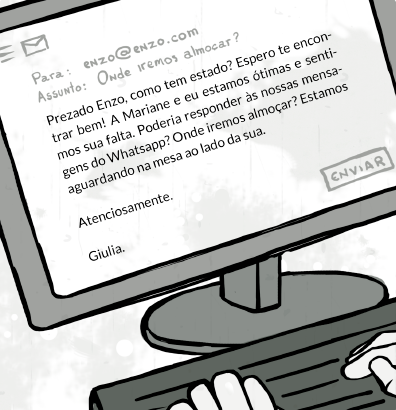 Para: enzo@enzo.com
Assunto: Onde iremos almoçar?
Prezado Enzo, como tem estado? Espero te encon-
trar bem! A Mariane e eu estamos ótimas e senti-
mos sua falta. Poderia responder às nossas mensa-
gens do Whatsapp? Onde iremos almoçar? Estamos
aguardando na mesa ao lado da sua.
Atenciosamente.
Giulia.
ENVIAR